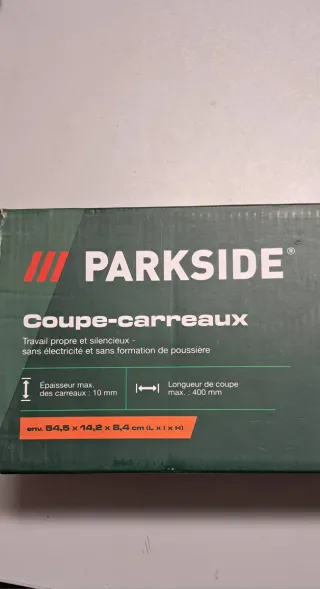 PARKSIDE®
Coupe-carreaux
Travail propre et silencieux -
sans électricité et sans formation de poussière
Épaisseur max.
des carreaux : 10 mm
Longueur de coupe
max. : 400 mm
env. 54,5 x 14,2 x 8,4 cm (L x l x H)